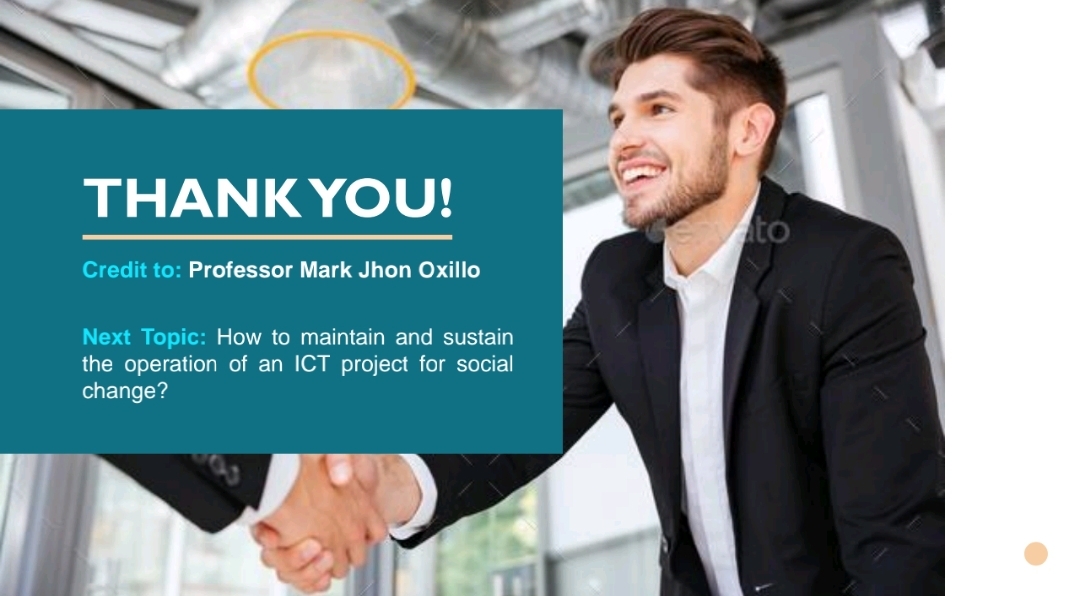 THANK YOU!
Credit to: Professor Mark Jhon Oxillo
Next Topic: How to maintain and sustain
the operation of an ICT project for social
change?
envato